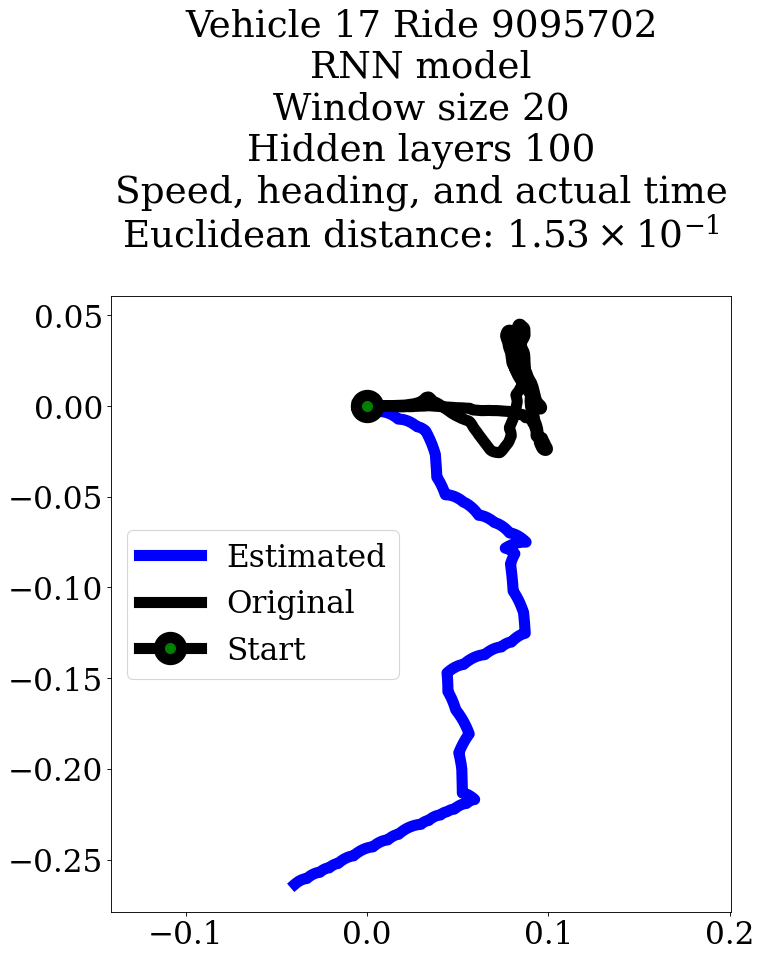 Vehicle 17 Ride 9095702
RNN model
Window size 20
Hidden layers 100
Speed, heading, and actual time
Euclidean distance: 1.53 × 10⁻¹
0.05
0.00
−0.05
−0.10
−0.15
−0.20
−0.25
Estimated
Original
Start
−0.1
0.0
0.1
0.2